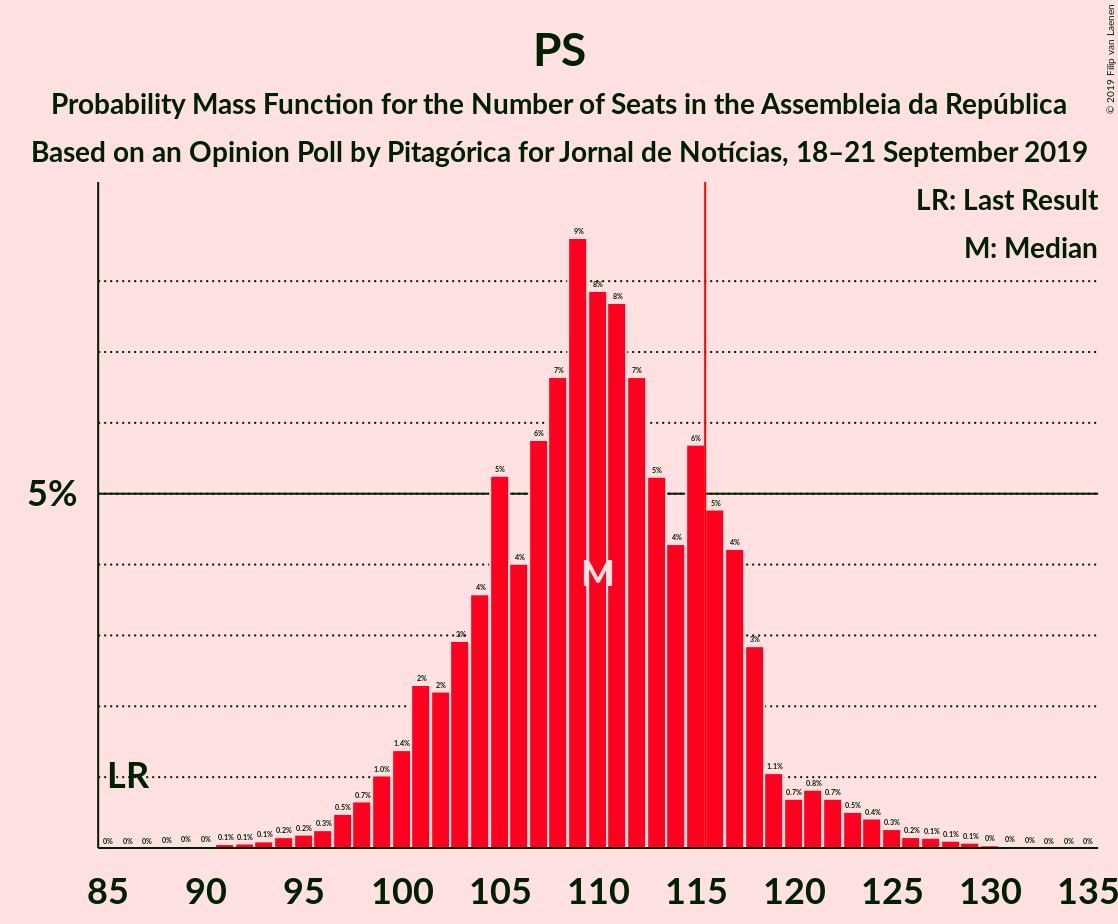 PS
Probability Mass Function for the Number of Seats in the Assembleia da República
Based on an Opinion Poll by Pitagórica for Jornal de Notícias, 18–21 September 2019
© 2019 Filip van Laenen
LR: Last Result
M: Median
5%
LR
M
0% 0% 0% 0% 0% 0% 0.1% 0.1% 0.1% 0.2% 0.2% 0.3% 0.5% 0.7% 1.0% 1.4% 2% 2% 3% 4% 5% 4% 6% 7% 9% 8% 8% 7% 5% 4% 6% 5% 4% 3% 1.1% 0.7% 0.8% 0.7% 0.5% 0.4% 0.3% 0.2% 0.1% 0.1% 0.1% 0% 0% 0% 0% 0% 0%
85 90 95 100 105 110 115 120 125 130 135